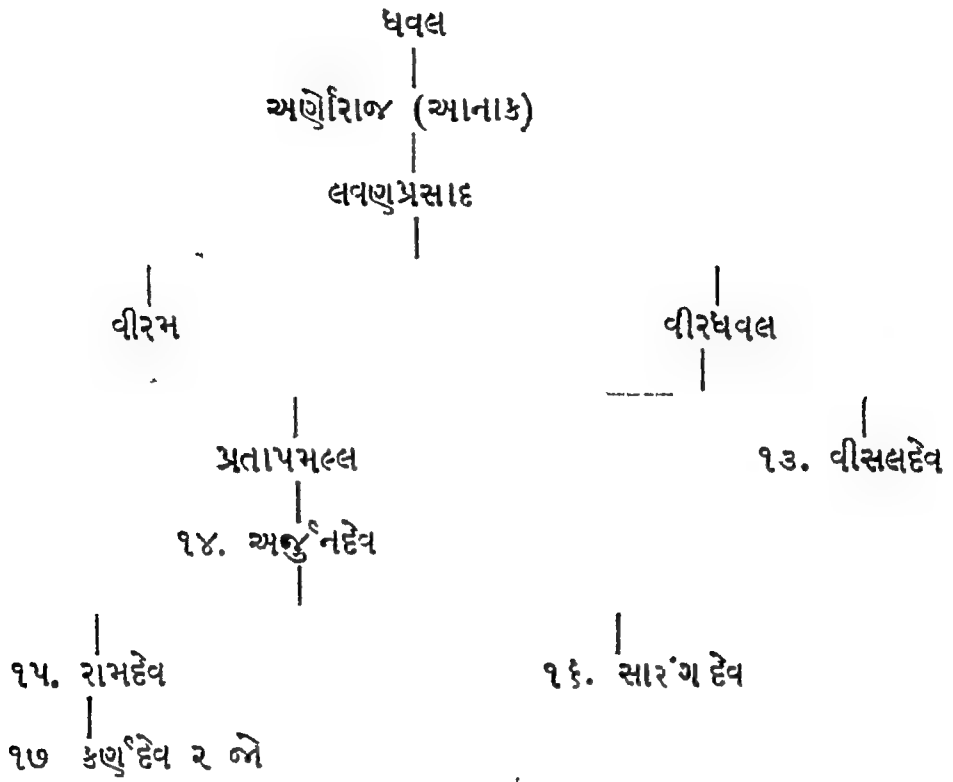 ધવલ
અર્ણોરાજ (આનાક)
લવણપ્રસાદ
વીરમ વીરધવલ
પ્રતાપમલ્લ ૧૩. વીસલદેવ
૧૪. અર્જુનદેવ
૧૫. રામદેવ ૧૬. સારંગ દેવ
૧૭ કર્ણદેવ ૨ જો